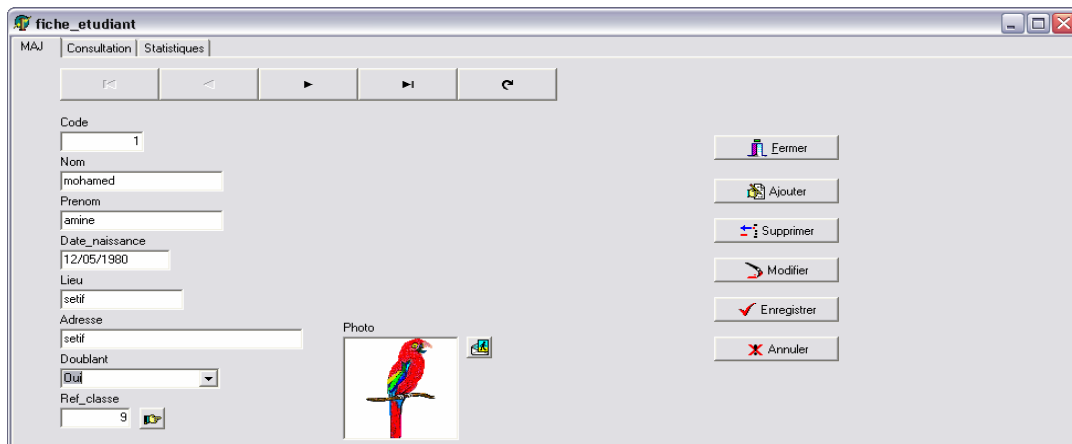 fiche_etudiant
MAJ Consultation Statistiques
Code
1
Nom
mohamed
Prenom
amine
Date_naissance
12/05/1980
Lieu
setif
Adresse
setif
Doublant
Oui
Ref_classe
9
Photo
Fermer
Ajouter
Supprimer
Modifier
Enregistrer
Annuler